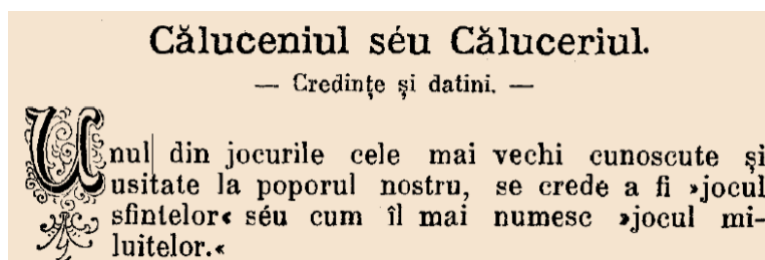 Căluceniul séu Căluceriul.
— Credințe și datini. —
Unul din jocurile cele mai vechi cunoscute și
usitate la poporul nostru, se crede a fi »jocul
sfintelor« séu cum îl mai numesc »jocul mi-
luitelor.«